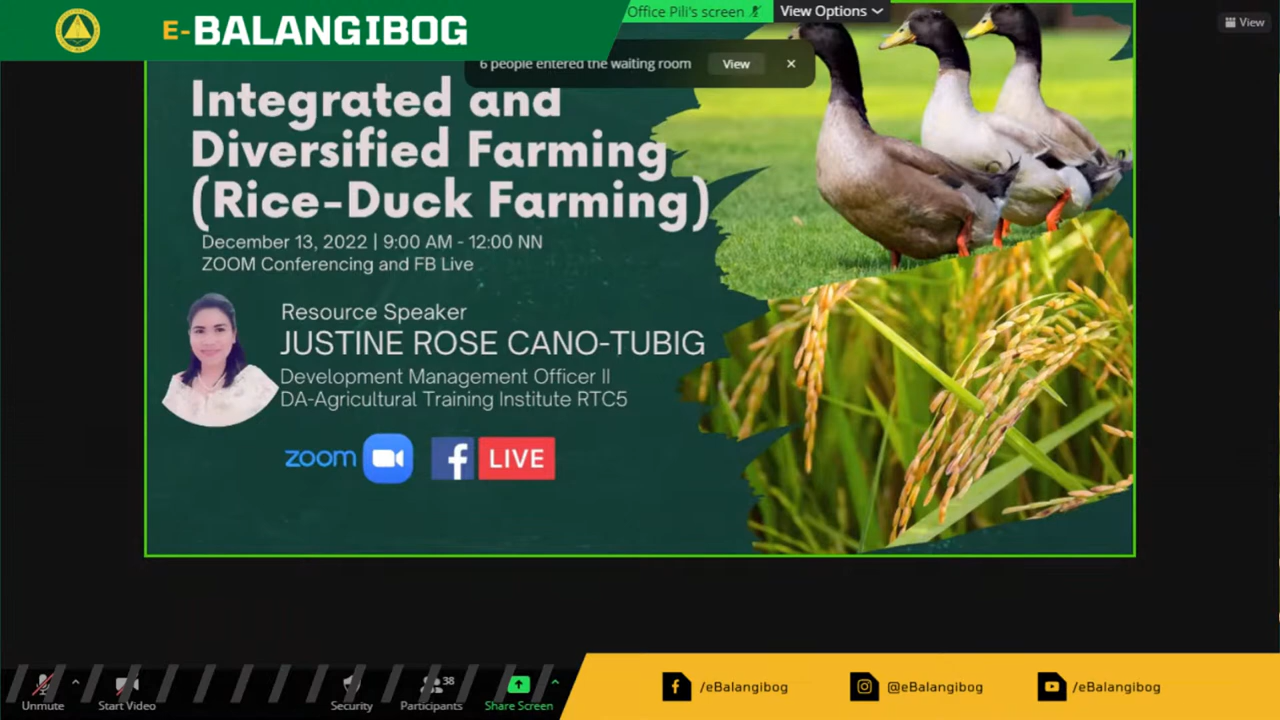 E-BALANGIBOG
Office Pili's screen
View Options
View
6 people entered the waiting room
View
Integrated and
Diversified Farming
(Rice-Duck Farming)
December 13, 2022 | 9:00 AM - 12:00 NN
ZOOM Conferencing and FB Live
Resource Speaker
JUSTINE ROSE CANO-TUBIG
Development Management Officer II
DA-Agricultural Training Institute RTC5
zoom
f LIVE
Unmute
Start Video
Security
38
Participants
Share Screen
/eBalangibog
@eBalangibog
/eBalangibog